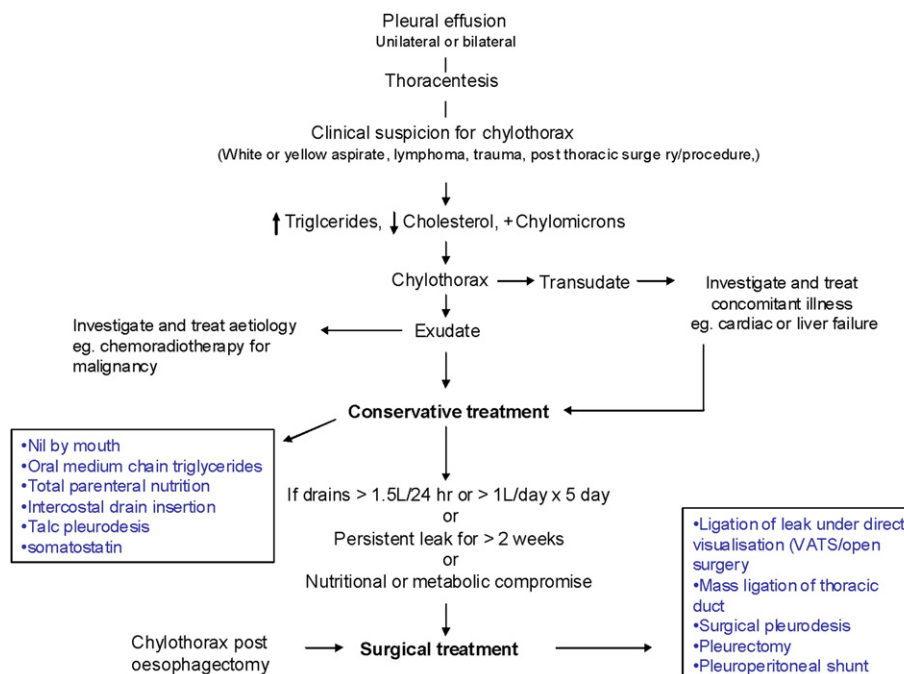 Pleural effusion
Unilateral or bilateral
Thoracentesis
Clinical suspicion for chylothorax
(White or yellow aspirate, lymphoma, trauma, post thoracic surge ry/procedure,)
↑ Triglcerides, ↓ Cholesterol, + Chylomicrons
Chylothorax
Transudate
Investigate and treat
concomitant illness
eg. cardiac or liver failure
Exudate
Investigate and treat aetiology
eg. chemoradiotherapy for
malignancy
Conservative treatment
•Nil by mouth
•Oral medium chain triglycerides
•Total parenteral nutrition
•Intercostal drain insertion
•Talc pleurodesis
•somatostatin
If drains > 1.5L/24 hr or > 1L/day x 5 day
or
Persistent leak for > 2 weeks
or
Nutritional or metabolic compromise
Chylothorax post
oesophagectomy
Surgical treatment
•Ligation of leak under direct
visualisation (VATS/open
surgery
•Mass ligation of thoracic
duct
•Surgical pleurodesis
•Pleurectomy
•Pleuroperitoneal shunt